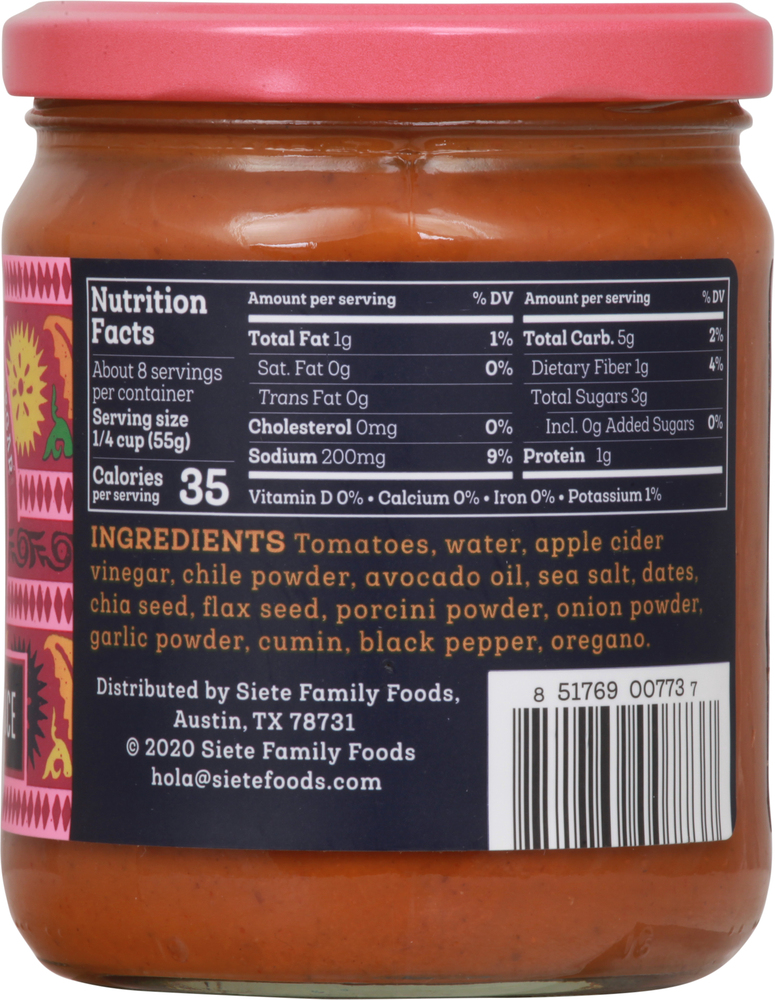 Nutrition
Facts
About 8 servings
per container
Serving size
1/4 cup (55g)
Calories
per serving 35
Amount per serving % DV
Total Fat 1g 1%
Sat. Fat 0g 0%
Trans Fat 0g
Cholesterol 0mg 0%
Sodium 200mg 9%
Amount per serving % DV
Total Carb. 5g 2%
Dietary Fiber 1g 4%
Total Sugars 3g
Incl. 0g Added Sugars 0%
Protein 1g
Vitamin D 0% • Calcium 0% • Iron 0% • Potassium 1%
INGREDIENTS Tomatoes, water, apple cider
vinegar, chile powder, avocado oil, sea salt, dates,
chia seed, flax seed, porcini powder, onion powder,
garlic powder, cumin, black pepper, oregano.
Distributed by Siete Family Foods,
Austin, TX 78731
© 2020 Siete Family Foods
hola@sietefoods.com
8 51769 00773 7